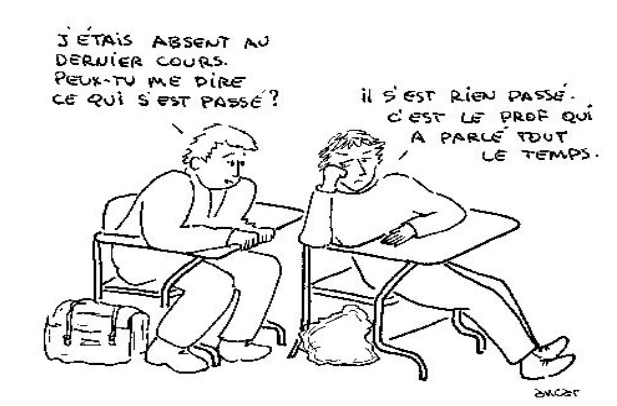 J'ÉTAIS ABSENT AU
DERNIER COURS.
PEUX-TU ME DIRE
CE QUI S'EST PASSÉ?
il S'EST RIEN PASSÉ.
C'EST LE PROF QUI
A PARLÉ TOUT
LE TEMPS.